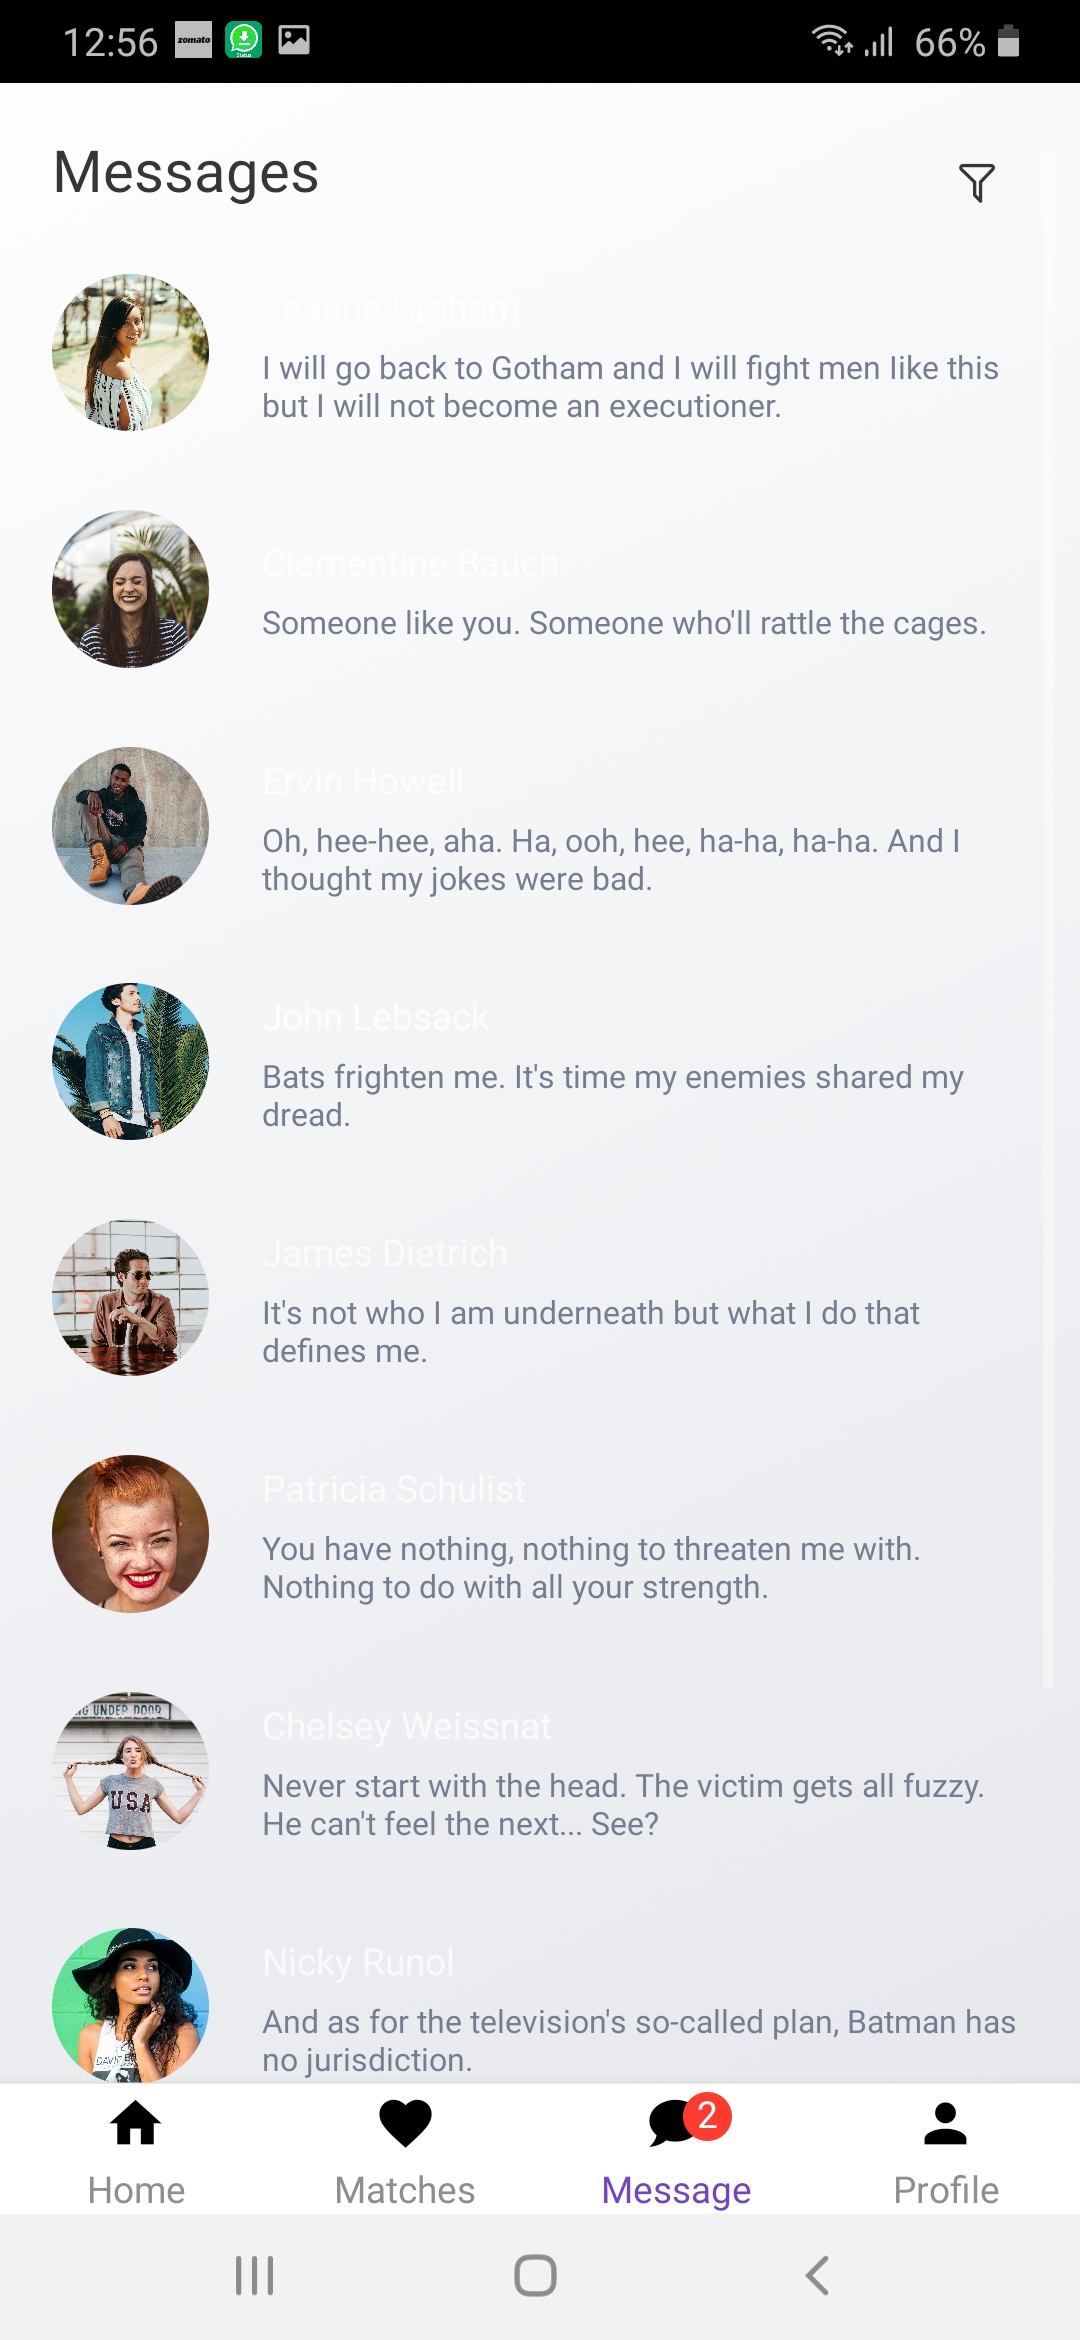 12:56
zomato
Status
66%
Messages
Leanne Graham
I will go back to Gotham and I will fight men like this
but I will not become an executioner.
Clementine Bauch
Someone like you. Someone who'll rattle the cages.
Ervin Howell
Oh, hee-hee, aha. Ha, ooh, hee, ha-ha, ha-ha. And I
thought my jokes were bad.
John Lebsack
Bats frighten me. It's time my enemies shared my
dread.
James Dietrich
It's not who I am underneath but what I do that
defines me.
Patricia Schulist
You have nothing, nothing to threaten me with.
Nothing to do with all your strength.
UNDER DOOR
USA
Chelsey Weissnat
Never start with the head. The victim gets all fuzzy.
He can't feel the next... See?
Nicky Runol
And as for the television's so-called plan, Batman has
no jurisdiction.
2
Home
Matches
Message
Profile